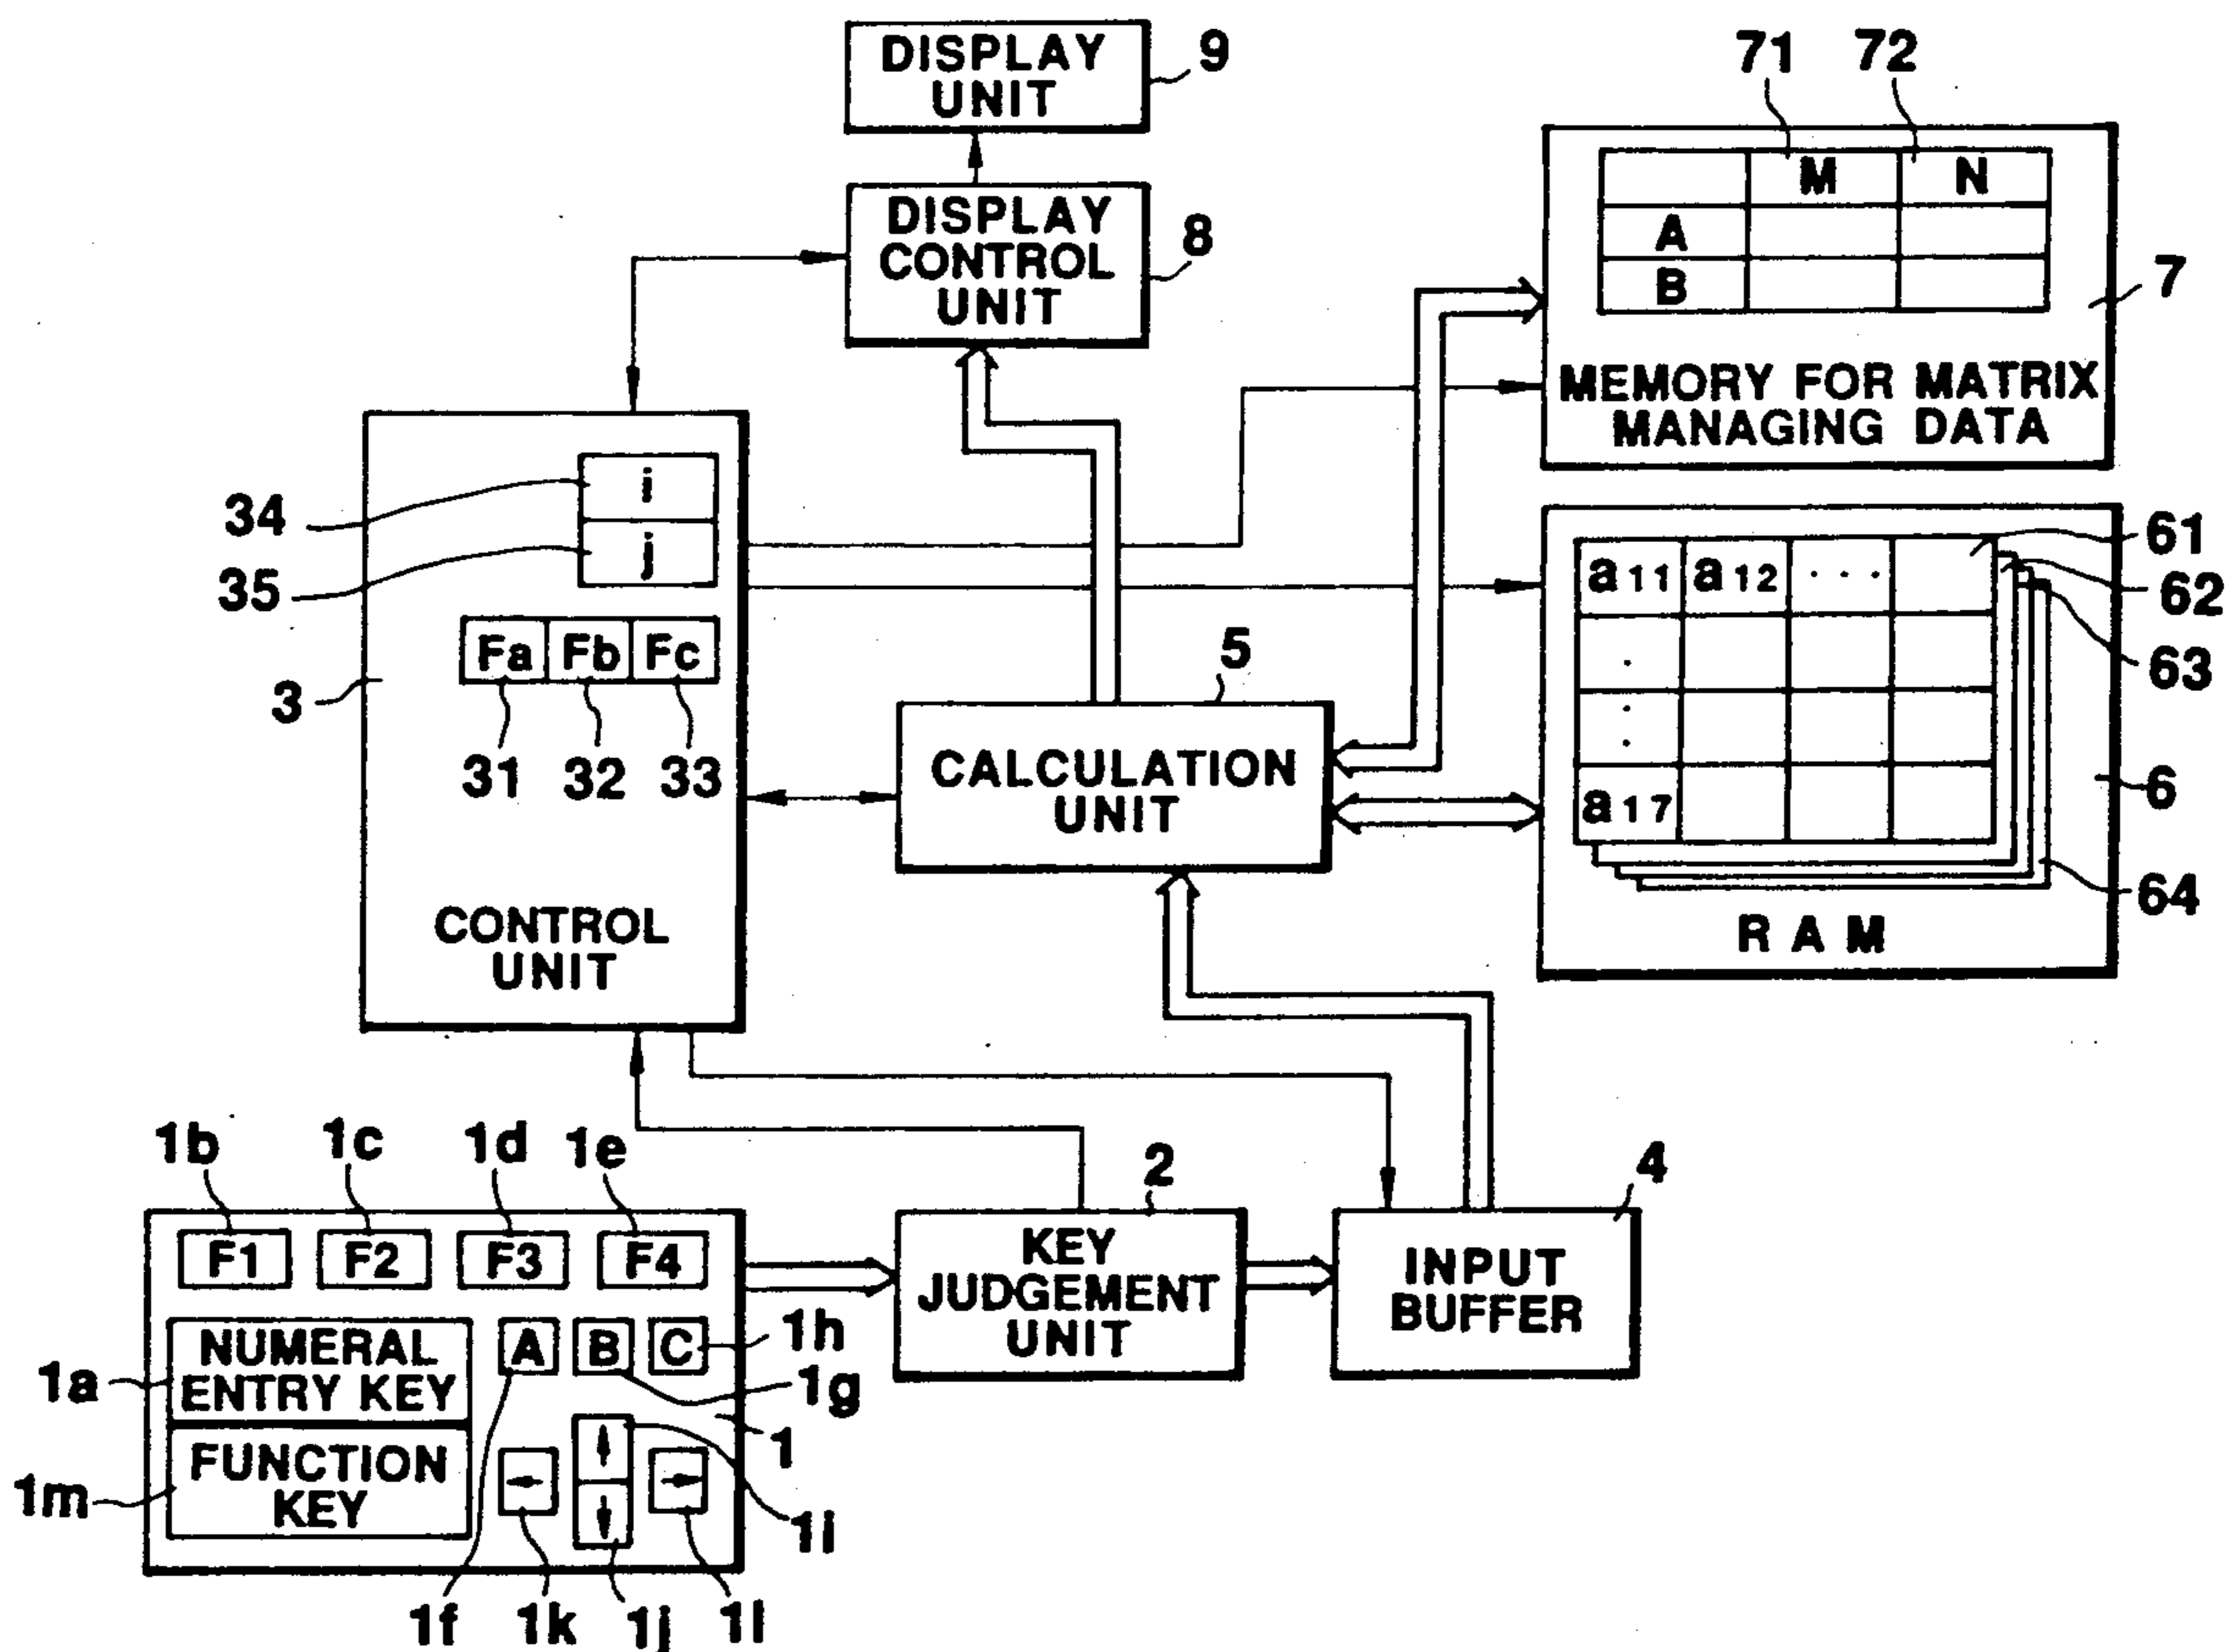 DISPLAY
UNIT
9
71
72
M
N
A
B
7
MEMORY FOR MATRIX
MANAGING DATA
DISPLAY
CONTROL
UNIT
8
34
i
35
j
Fa
Fb
Fc
3
31
32
33
CONTROL
UNIT
5
CALCULATION
UNIT
a11
a12
...
a17
61
62
63
6
64
RAM
1b
1c
1d
1e
F1
F2
F3
F4
2
KEY
JUDGEMENT
UNIT
4
INPUT
BUFFER
1a
NUMERAL
ENTRY KEY
A
B
C
1h
1g
1
1m
FUNCTION
KEY
←
↑
↓
→
1i
1f
1k
1j
1l